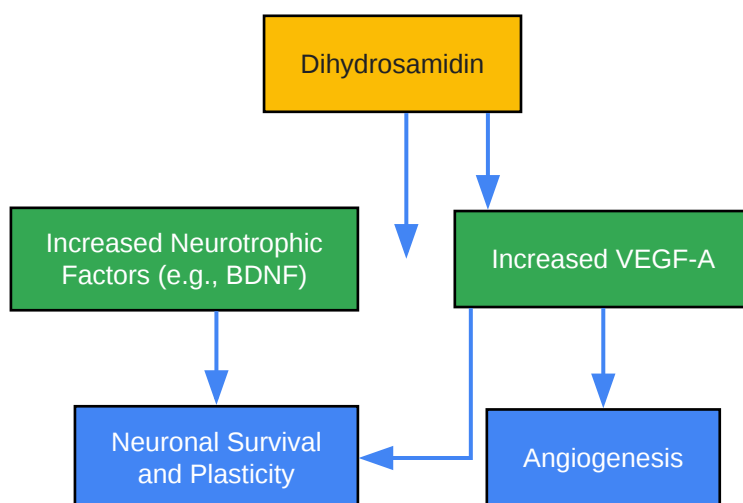 Dihydrosamidin
Increased Neurotrophic
Factors (e.g., BDNF)
Increased VEGF-A
Neuronal Survival
and Plasticity
Angiogenesis